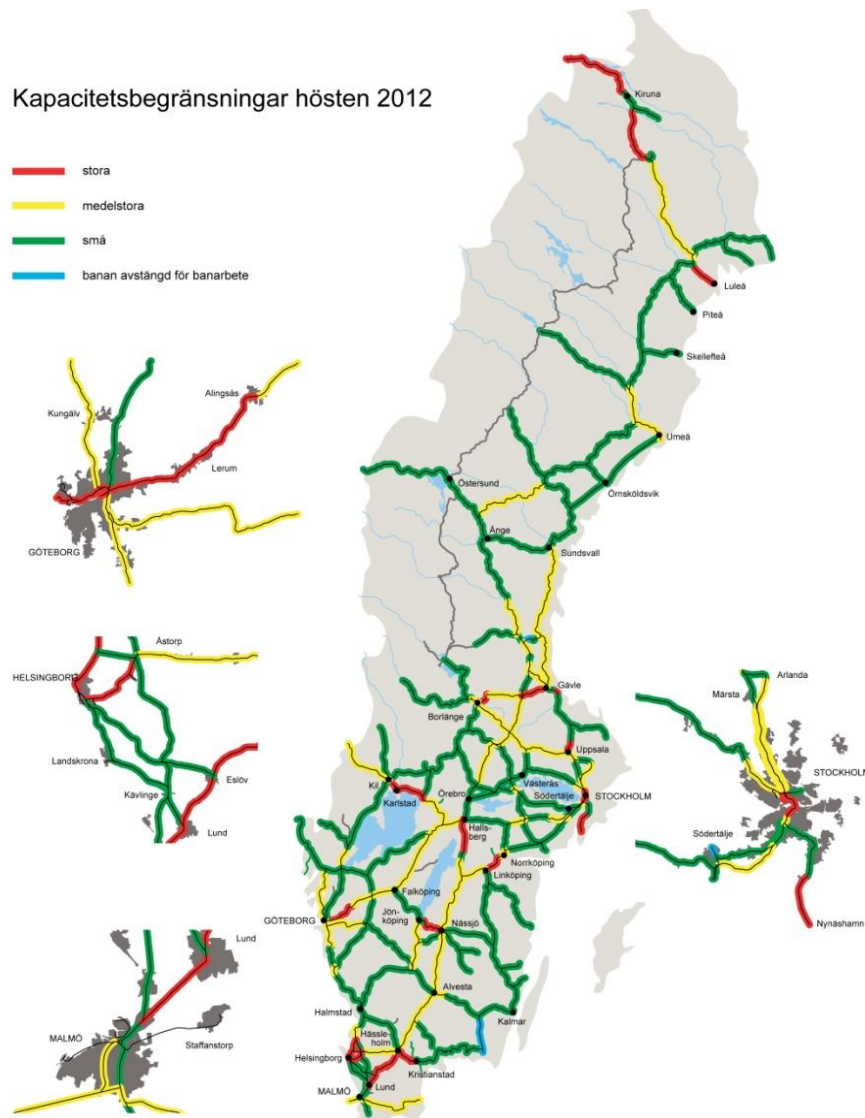 Kapacitetsbegränsningar hösten 2012
stora
medelstora
små
banan avstängd för banarbete
Kiruna
Luleå
Piteå
Skellefteå
Umeå
Örnsköldsvik
Östersund
Ånge
Sundsvall
Gävle
Borlänge
Uppsala
Kil
Karlstad
Örebro
Västerås
Södertälje
STOCKHOLM
Halls-
berg
Norrköping
Linköping
Falköping
GÖTEBORG
Jön-
köping
Nässjö
Alvesta
Halmstad
Kalmar
Hässle-
holm
Helsingborg
Kristianstad
Lund
MALMÖ
Kungälv
Alingsås
Lerum
GÖTEBORG
Åstorp
HELSINGBORG
Landskrona
Eslöv
Kävlinge
Lund
Lund
MALMÖ
Staffanstorp
Arlanda
Märsta
STOCKHOLM
Södertälje
Nynäshamn